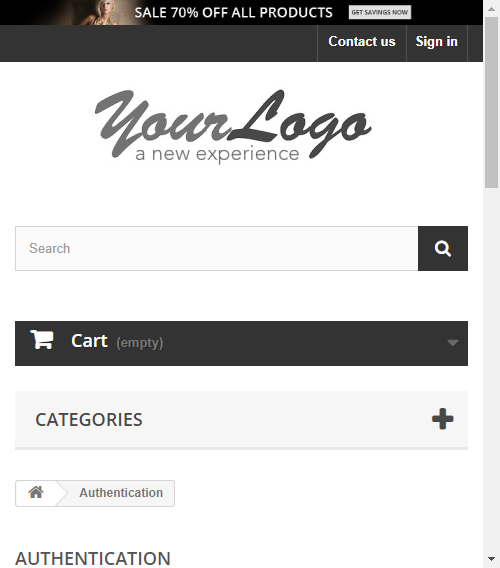 SALE 70% OFF ALL PRODUCTS GET SAVINGS NOW
Contact us Sign in
YourLogo
a new experience
Search
Cart (empty)
CATEGORIES
Authentication
AUTHENTICATION